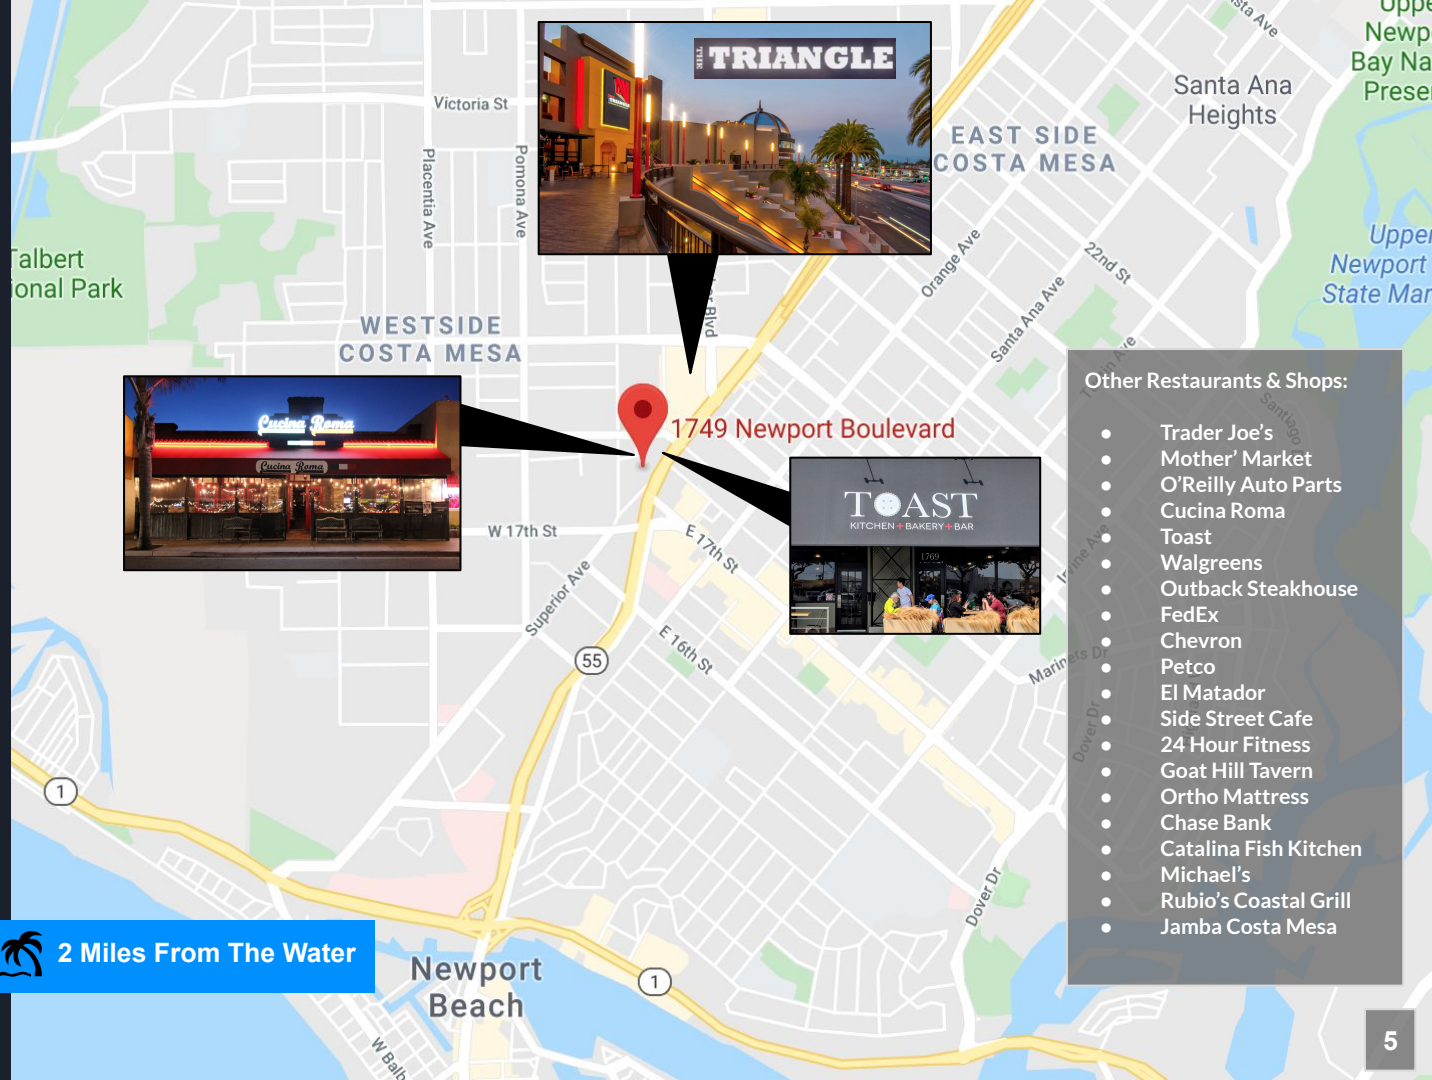 Uppe
Newp
Bay Na
Preser
Santa Ana
Heights
THE TRIANGLE
Victoria St
EAST SIDE
COSTA MESA
Placentia Ave
Pomona Ave
Orange Ave
22nd St
Santa Ana Ave
Upper
Newport
State Mar
Talbert
ional Park
WESTSIDE
COSTA MESA
Blvd
Cucina Roma
Cucina Roma
1749 Newport Boulevard
TOAST
KITCHEN + BAKERY + BAR
1769
W 17th St
E 17th St
Superior Ave
E 16th St
55
Irvine Ave
Mariners Dr
Dover Dr
Other Restaurants & Shops:
● Trader Joe’s
● Mother’ Market
● O’Reilly Auto Parts
● Cucina Roma
● Toast
● Walgreens
● Outback Steakhouse
● FedEx
● Chevron
● Petco
● El Matador
● Side Street Cafe
● 24 Hour Fitness
● Goat Hill Tavern
● Ortho Mattress
● Chase Bank
● Catalina Fish Kitchen
● Michael’s
● Rubio’s Coastal Grill
● Jamba Costa Mesa
1
Dover Dr
2 Miles From The Water
Newport
Beach
1
W Balb
5